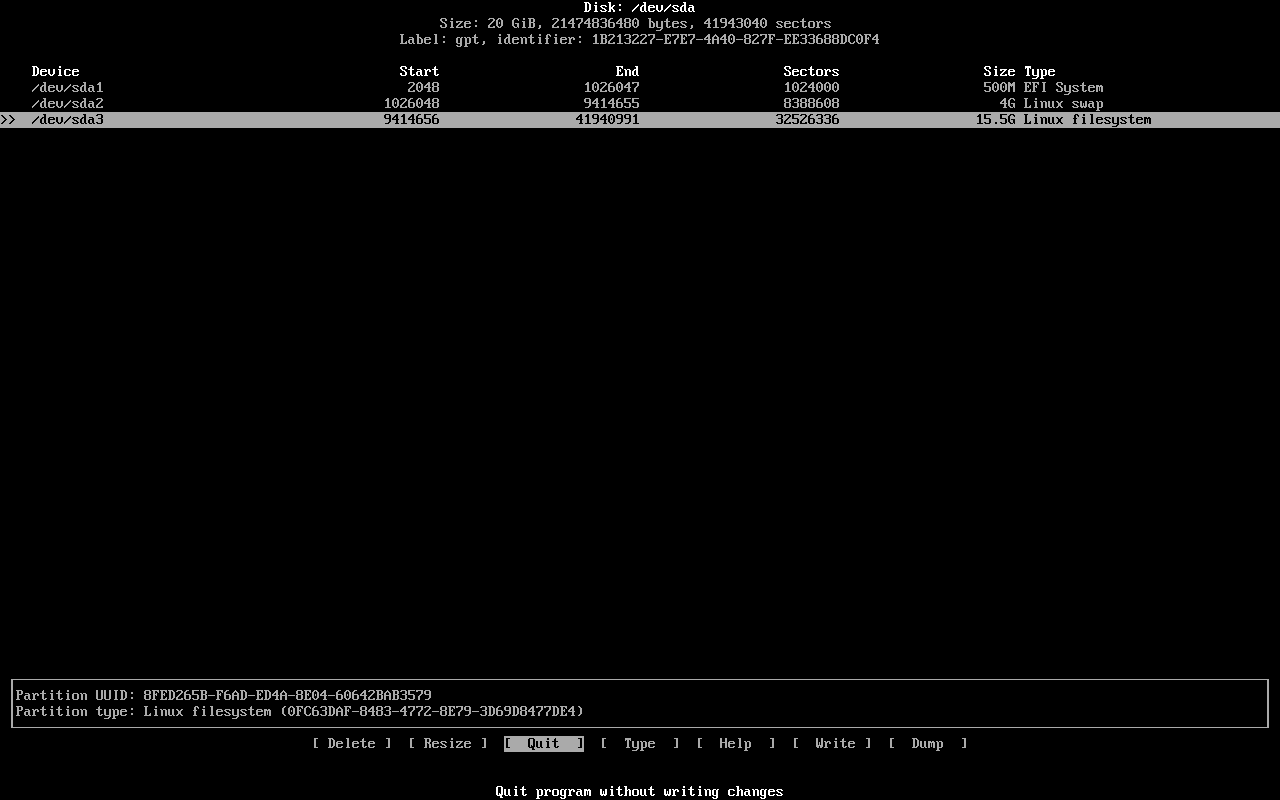 Disk: /dev/sda
Size: 20 GiB, 21474836480 bytes, 41943040 sectors
Label: gpt, identifier: 1B213227-E7E7-4A40-827F-EE33688DC0F4
Device Start End Sectors Size Type
/dev/sda1 2048 1026047 1024000 500M EFI System
/dev/sda2 1026048 9414655 8388608 4G Linux swap
>> /dev/sda3 9414656 41940991 32526336 15.5G Linux filesystem
Partition UUID: 8FED265B-F6AD-ED4A-8E04-60642BAB3579
Partition type: Linux filesystem (0FC63DAF-8483-4772-8E79-3D69D8477DE4)
[ Delete ] [ Resize ] [ Quit ] [ Type ] [ Help ] [ Write ] [ Dump ]
Quit program without writing changes